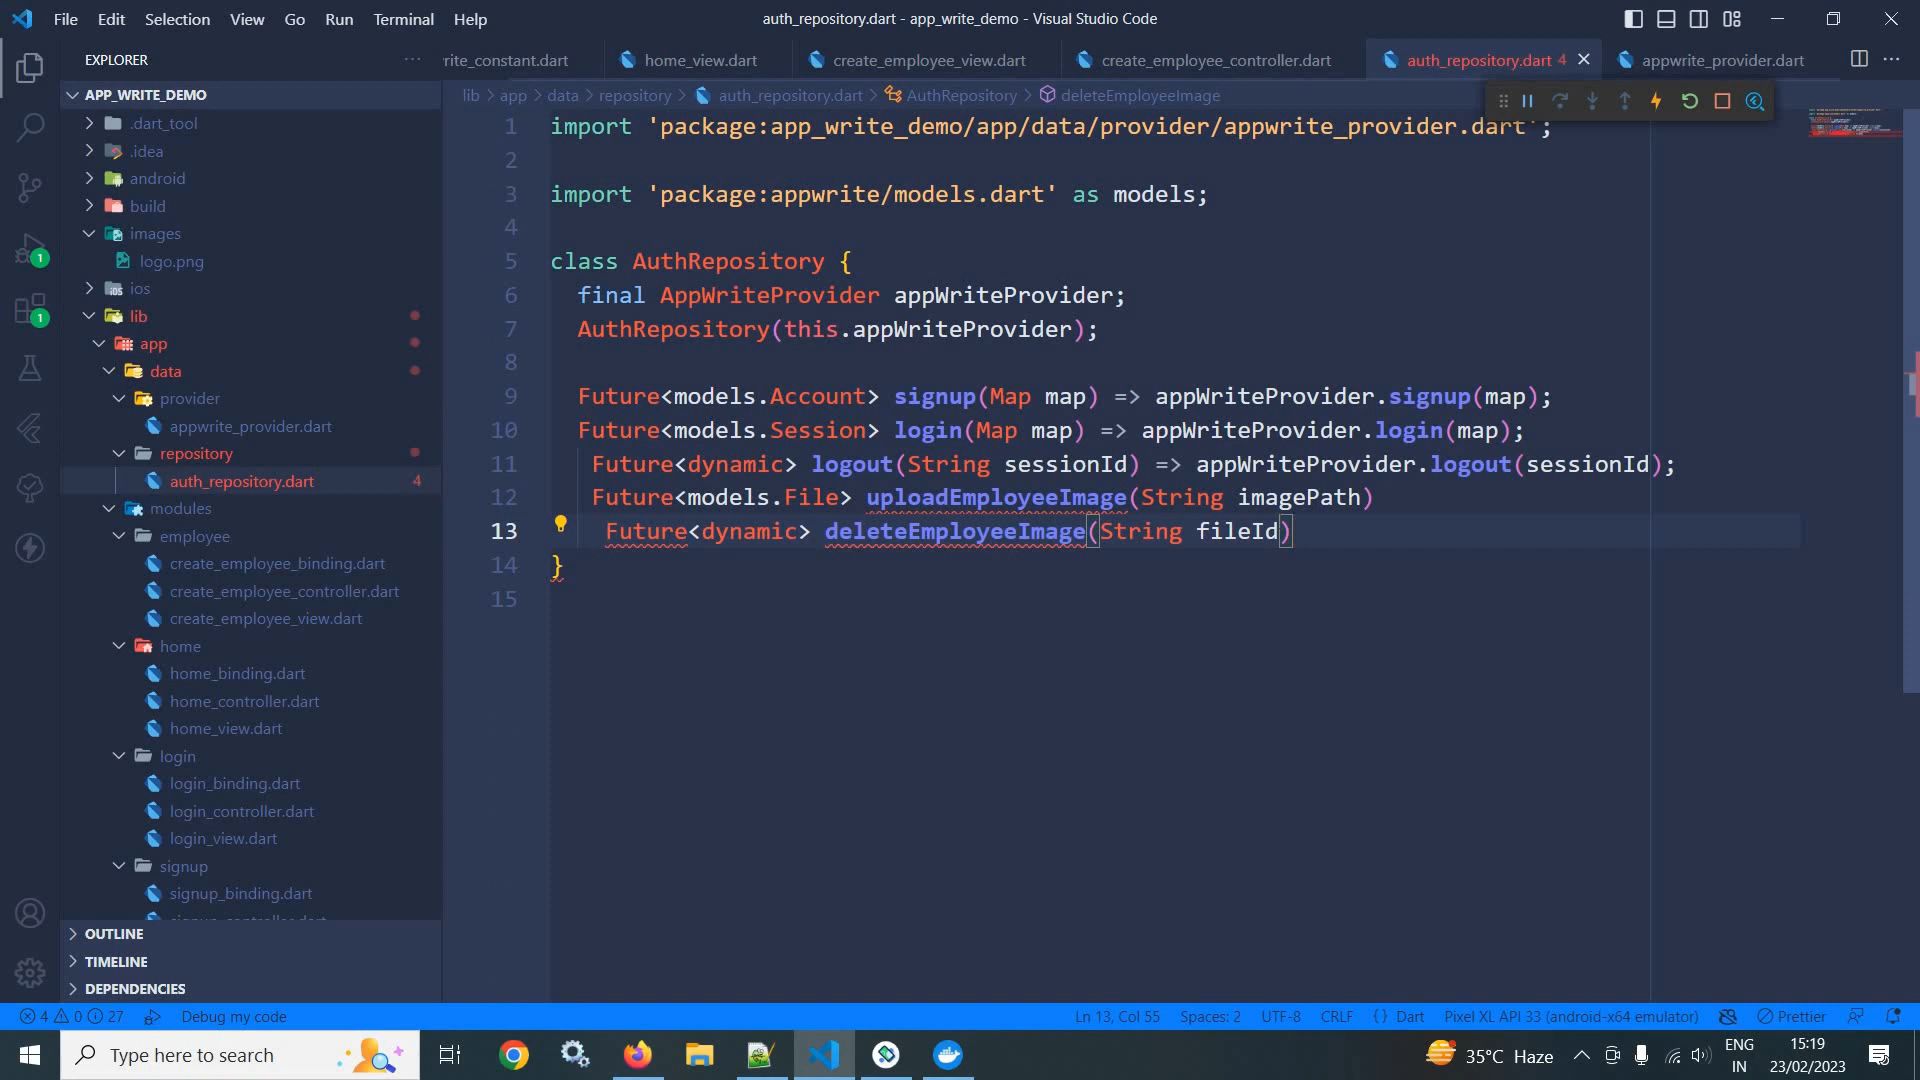 File Edit Selection View Go Run Terminal Help
auth_repository.dart - app_write_demo - Visual Studio Code
EXPLORER
rite_constant.dart
home_view.dart
create_employee_view.dart
create_employee_controller.dart
auth_repository.dart 4
appwrite_provider.dart
APP_WRITE_DEMO
lib > app > data > repository > auth_repository.dart > AuthRepository > deleteEmployeeImage
.dart_tool
.idea
android
build
images
logo.png
ios
lib
app
data
provider
appwrite_provider.dart
repository
auth_repository.dart 4
modules
employee
create_employee_binding.dart
create_employee_controller.dart
create_employee_view.dart
home
home_binding.dart
home_controller.dart
home_view.dart
login
login_binding.dart
login_controller.dart
login_view.dart
signup
signup_binding.dart
OUTLINE
TIMELINE
DEPENDENCIES
1
1
1 import 'package:app_write_demo/app/data/provider/appwrite_provider.dart';
2
3 import 'package:appwrite/models.dart' as models;
4
5 class AuthRepository {
6 final AppWriteProvider appWriteProvider;
7 AuthRepository(this.appWriteProvider);
8
9 Future<models.Account> signup(Map map) => appWriteProvider.signup(map);
10 Future<models.Session> login(Map map) => appWriteProvider.login(map);
11 Future<dynamic> logout(String sessionId) => appWriteProvider.logout(sessionId);
12 Future<models.File> uploadEmployeeImage(String imagePath)
13 Future<dynamic> deleteEmployeeImage(String fileId)
14 }
15
4 0 27 Debug my code
Ln 13, Col 55 Spaces: 2 UTF-8 CRLF {} Dart Pixel XL API 33 (android-x64 emulator) Prettier
Type here to search
35°C Haze
ENG
IN
15:19
23/02/2023